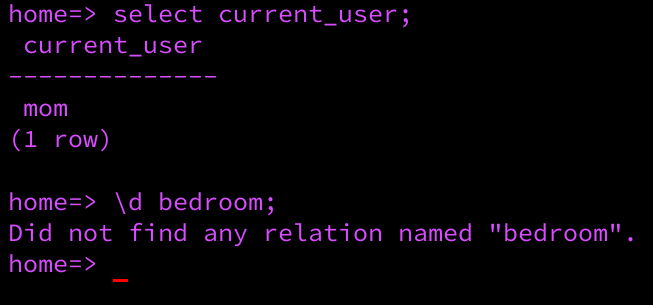 home=> select current_user;
 current_user
--------------
 mom
(1 row)

home=> \d bedroom;
Did not find any relation named "bedroom".
home=> _